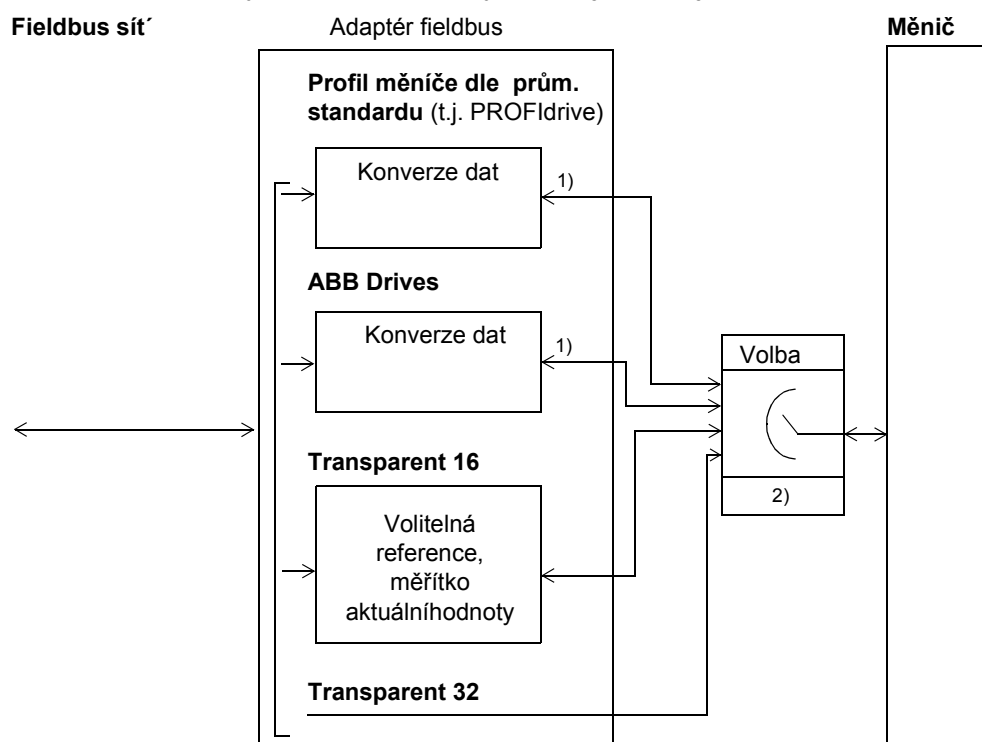 Fieldbus sít´
Adaptér fieldbus
Měnič
Profil měníče dle prům.
standardu (t.j. PROFIdrive)
Konverze dat
1)
ABB Drives
Konverze dat
1)
Volba
2)
Transparent 16
Volitelná
reference,
měřítko
aktuálníhodnoty
Transparent 32